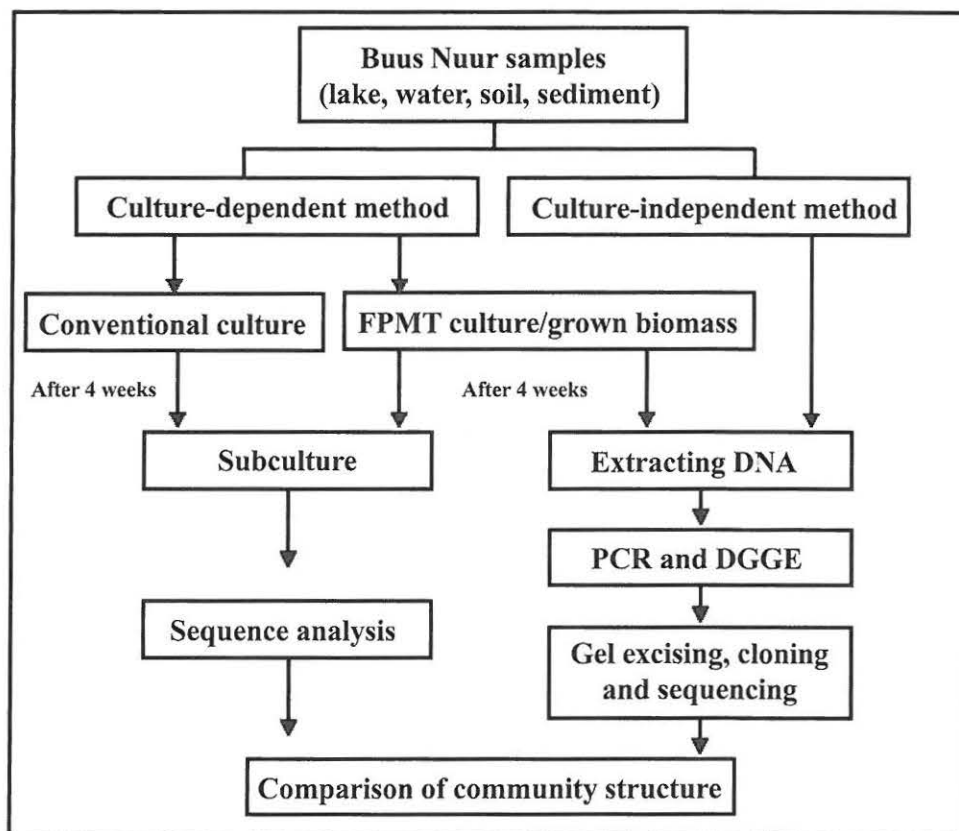 Buus Nuur samples
(lake, water, soil, sediment)
Culture-dependent method
Culture-independent method
Conventional culture
FPMT culture/grown biomass
After 4 weeks
After 4 weeks
Subculture
Extracting DNA
PCR and DGGE
Sequence analysis
Gel excising, cloning
and sequencing
Comparison of community structure